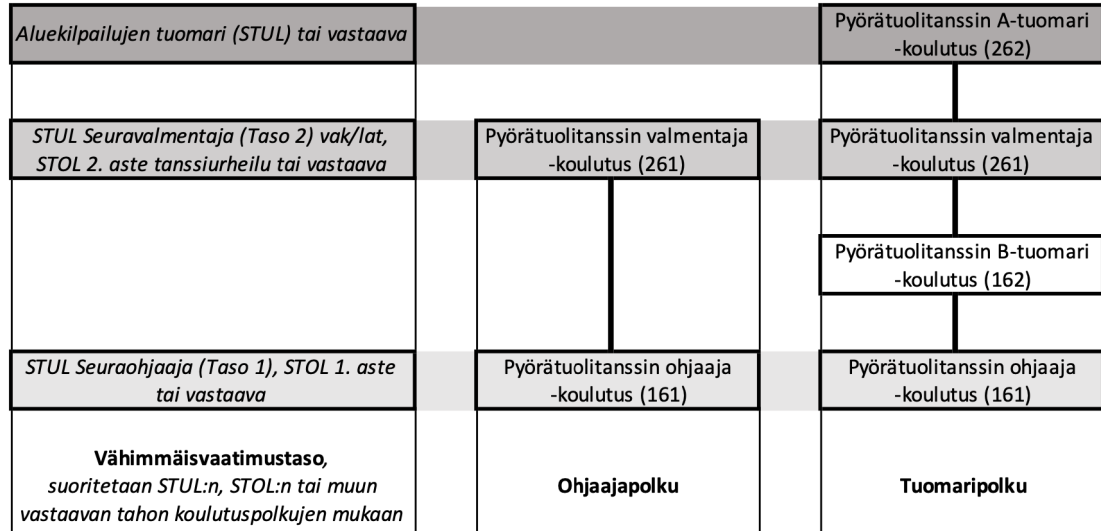 Aluekilpailujen tuomari (STUL) tai vastaava
Pyörätuolitanssin A-tuomari
-koulutus (262)
STUL Seuravalmentaja (Taso 2) vak/lat,
STOL 2. aste tanssiurheilu tai vastaava
Pyörätuolitanssin valmentaja
-koulutus (261)
Pyörätuolitanssin valmentaja
-koulutus (261)
Pyörätuolitanssin B-tuomari
-koulutus (162)
STUL Seuraohjaaja (Taso 1), STOL 1. aste
tai vastaava
Pyörätuolitanssin ohjaaja
-koulutus (161)
Pyörätuolitanssin ohjaaja
-koulutus (161)
Vähimmäisvaatimustaso,
suoritetaan STUL:n, STOL:n tai muun
vastaavan tahon koulutuspolkujen mukaan
Ohjaajapolku
Tuomaripolku